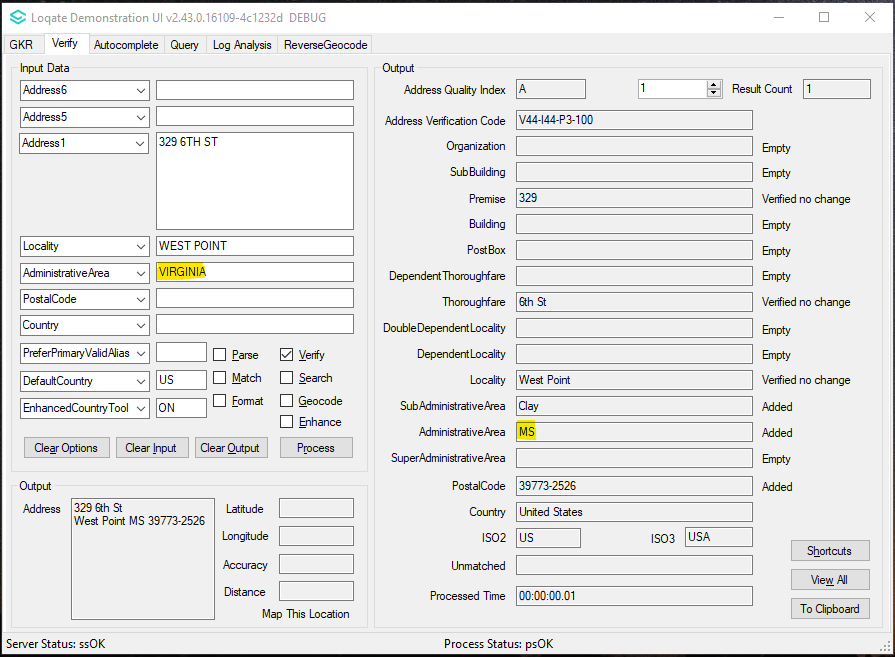 Loqate Demonstration UI v2.43.0.16109-4c1232d DEBUG
GKR Verify Autocomplete Query Log Analysis ReverseGeocode
Input Data
Address6
Address5
Address1 329 6TH ST
Locality WEST POINT
AdministrativeArea VIRGINIA
PostalCode
Country
PreferPrimaryValidAlias Parse Verify
DefaultCountry US Match Search
EnhancedCountryTool ON Format Geocode
Enhance
Clear Options Clear Input Clear Output Process
Output
Address 329 6th St
West Point MS 39773-2526
Latitude
Longitude
Accuracy
Distance
Map This Location
Output
Address Quality Index A 1 Result Count 1
Address Verification Code V44-I44-P3-100
Organization Empty
SubBuilding Empty
Premise 329 Verified no change
Building Empty
PostBox Empty
DependentThoroughfare Empty
Thoroughfare 6th St Verified no change
DoubleDependentLocality Empty
DependentLocality Empty
Locality West Point Verified no change
SubAdministrativeArea Clay Added
AdministrativeArea MS Added
SuperAdministrativeArea Empty
PostalCode 39773-2526 Added
Country United States
ISO2 US ISO3 USA
Unmatched
Processed Time 00:00:00.01
Shortcuts
View All
To Clipboard
Server Status: ssOK Process Status: psOK